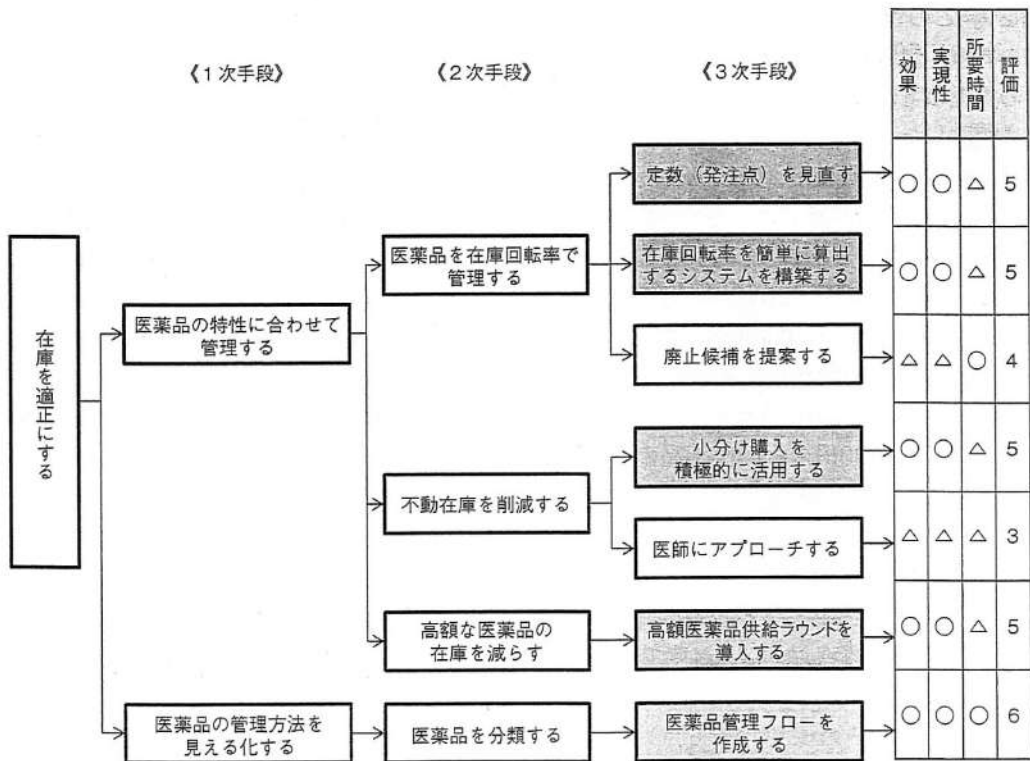 《1次手段》
《2次手段》
《3次手段》
効果
実現性
所要時間
評価
在庫を適正にする
医薬品の特性に合わせて
管理する
医薬品を在庫回転率で
管理する
定数（発注点）を見直す
○ ○ △ 5
在庫回転率を簡単に算出
するシステムを構築する
○ ○ △ 5
廃止候補を提案する
△ △ ○ 4
不動在庫を削減する
小分け購入を
積極的に活用する
○ ○ △ 5
医師にアプローチする
△ △ △ 3
高額な医薬品の
在庫を減らす
高額医薬品供給ラウンドを
導入する
○ ○ △ 5
医薬品の管理方法を
見える化する
医薬品を分類する
医薬品管理フローを
作成する
○ ○ ○ 6